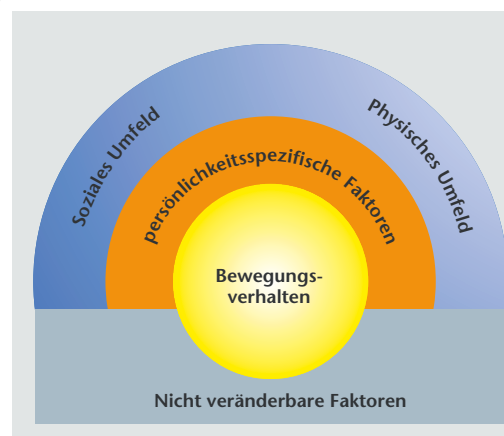 Soziales Umfeld
Physisches Umfeld
persönlichkeitsspezifische Faktoren
Bewegungs-
verhalten
Nicht veränderbare Faktoren